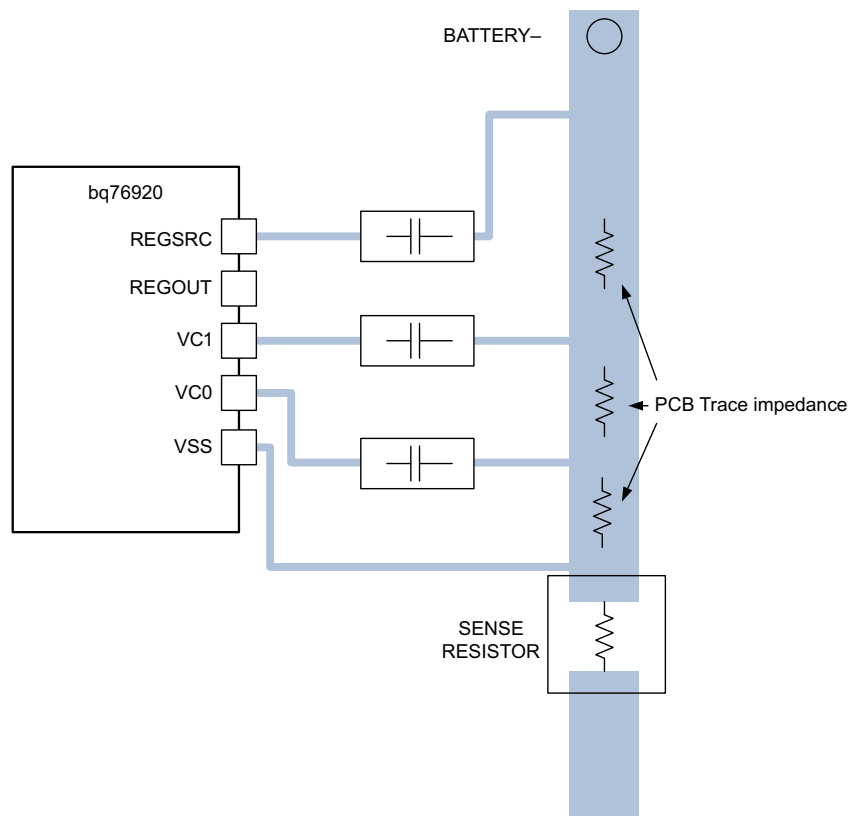 BATTERY–
bq76920
REGSRC
REGOUT
VC1
VC0
VSS
PCB Trace impedance
SENSE
RESISTOR